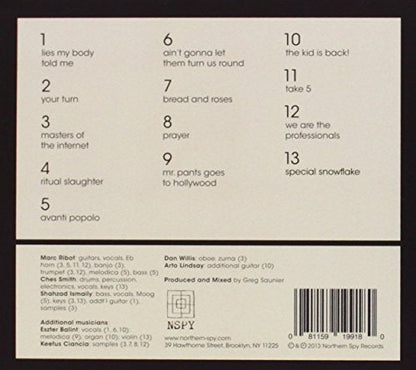 1
lies my body
told me
2
your turn
3
masters of
the internet
4
ritual slaughter
5
avanti popolo
6
ain't gonna let
them turn us round
7
bread and roses
8
prayer
9
mr. pants goes
to hollywood
10
the kid is back!
11
take 5
12
we are the
professionals
13
special snowflake
Marc Ribot: guitars, vocals, Eb
horn (3, 5, 11, 12), banjo (3);
trumpet (3,12), melodica (5), bass (5)
Ches Smith: drums, percussion,
electronics, vocals, keys (13)
Shahzad Ismaily: vocals, bass, Moog
(5), keys (3,13), addt'l guitar (1),
samples (3)
Additional musicians
Eszter Balint: vocals (1, 6, 10);
melodica (9); organ (10); violin (13)
Keefus Ciancia: samples (3,7,8, 12)
Dan Willis: oboe, zurna (3)
Arto Lindsay: additional guitar (10)
Produced and Mixed by Greg Saunier
NSPY
www.northern-spy.com
39 Hawthorne Street, Brooklyn, NY 11225
0 81159 19918 0
© & ℗ 2013 Northern Spy Records